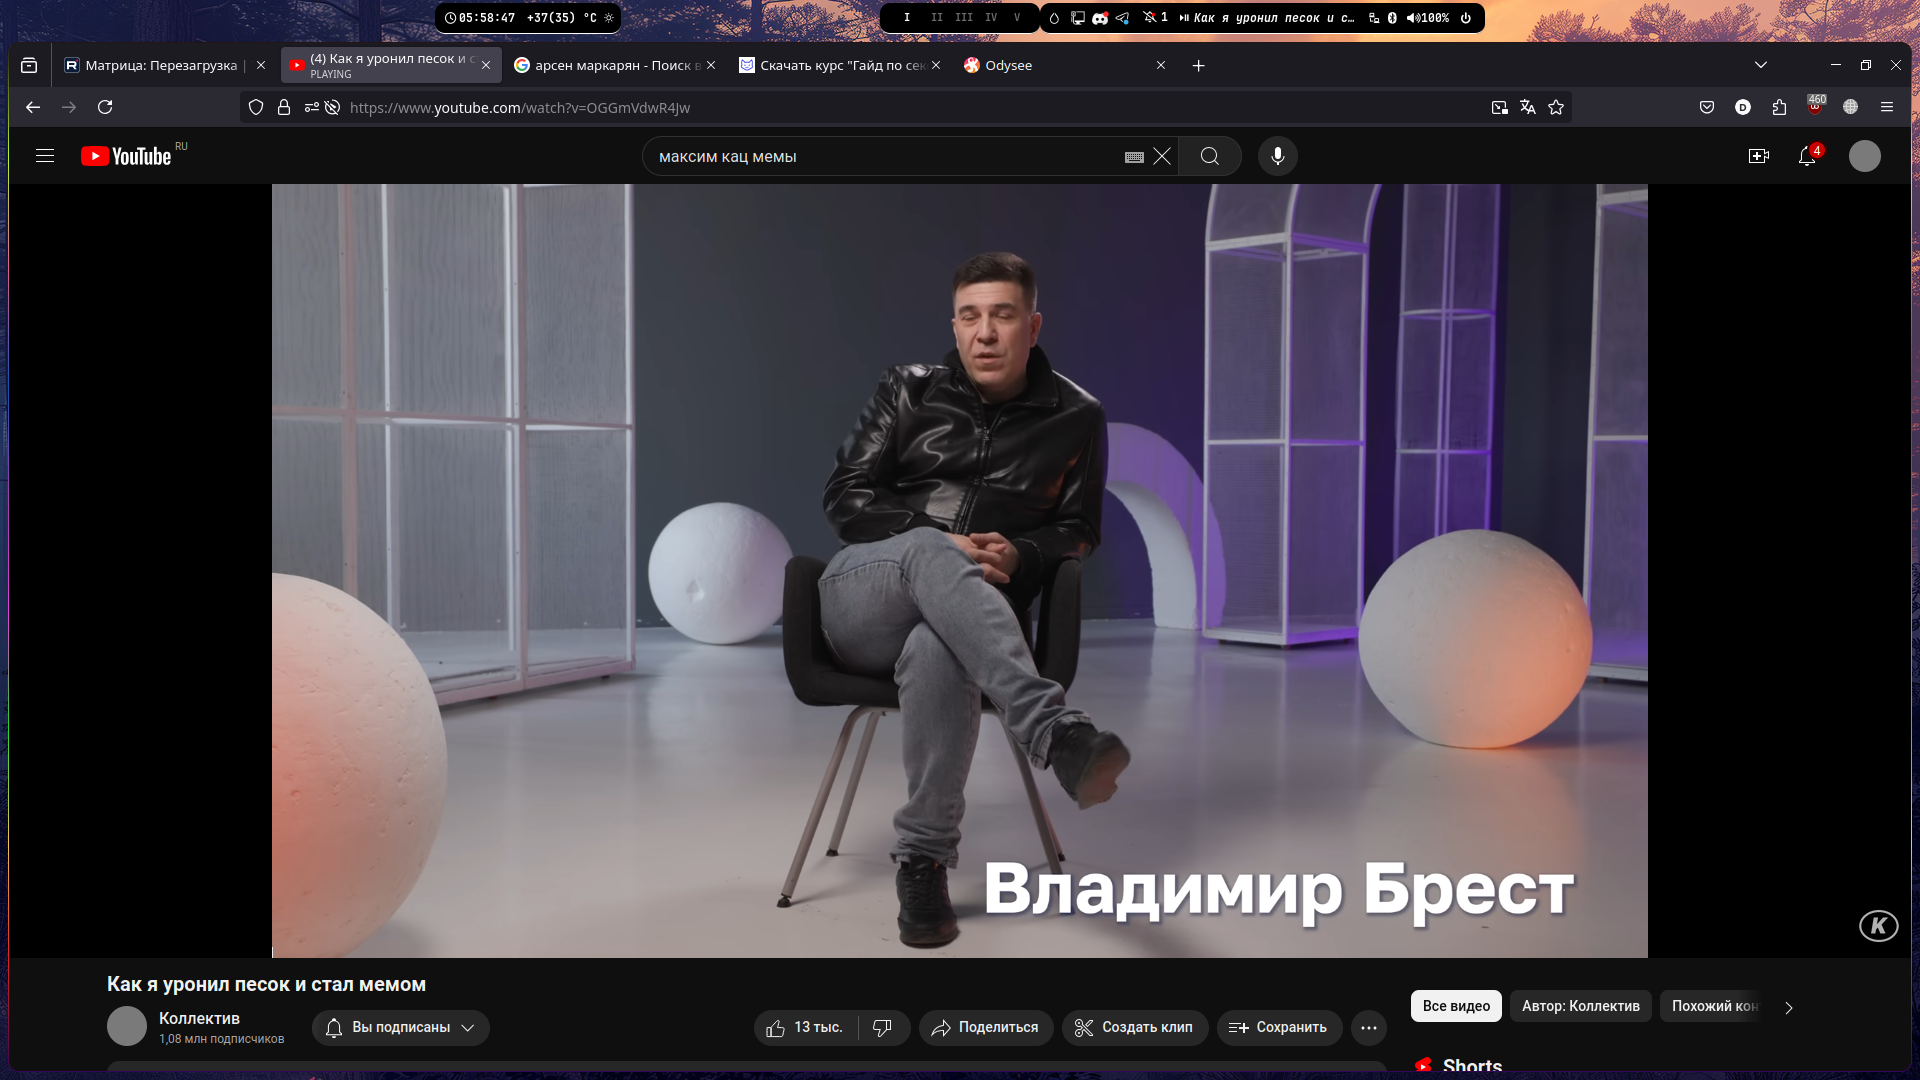 05:58:47 +37(35) °C
I II III IV V
1 Как я уронил песок и с… 100%
Матрица: Перезагрузка |
(4) Как я уронил песок и с
PLAYING
арсен маркарян - Поиск в
Скачать курс "Гайд по сек
Odysee
https://www.youtube.com/watch?v=OGGmVdwR4Jw
460
YouTube RU
максим кац мемы
4
Владимир Брест
K
Как я уронил песок и стал мемом
Коллектив
1,08 млн подписчиков
Вы подписаны
13 тыс.
Поделиться
Создать клип
Сохранить
Все видео
Автор: Коллектив
Похожий кон
Shorts